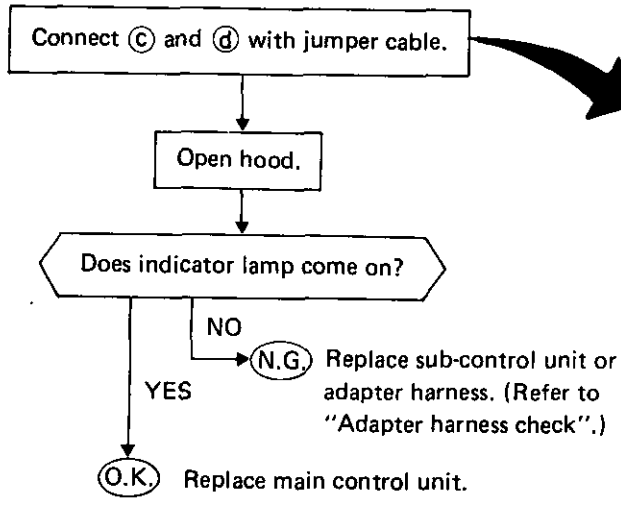 Connect ⓒ and ⓓ with jumper cable.
Open hood.
Does indicator lamp come on?
NO
N.G. Replace sub-control unit or
adapter harness. (Refer to
"Adapter harness check".)
YES
O.K. Replace main control unit.